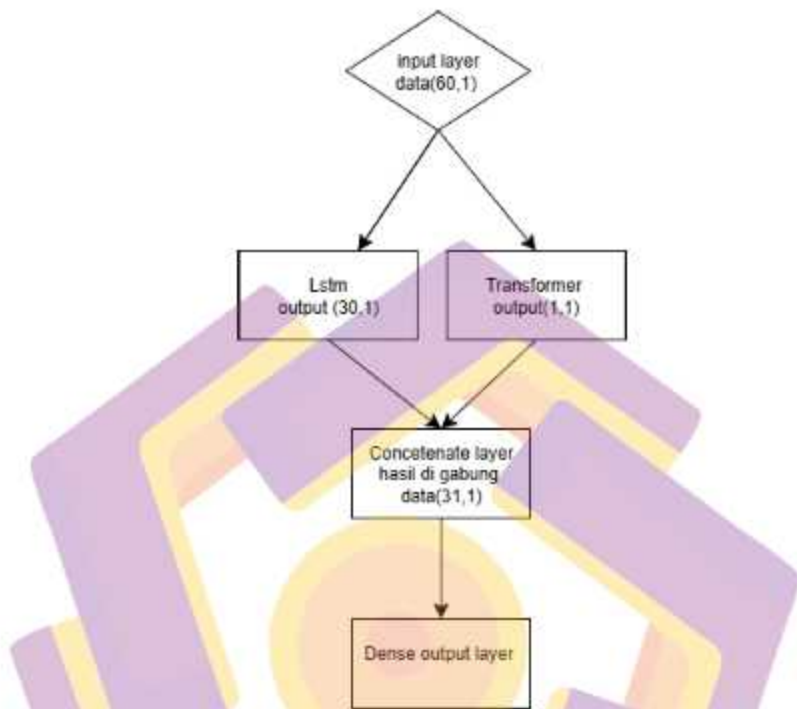 Input layer
data(60,1)
Lstm
output (30,1)
Transformer
output(1,1)
Concetenate layer
hasil di gabung
data(31,1)
Dense output layer